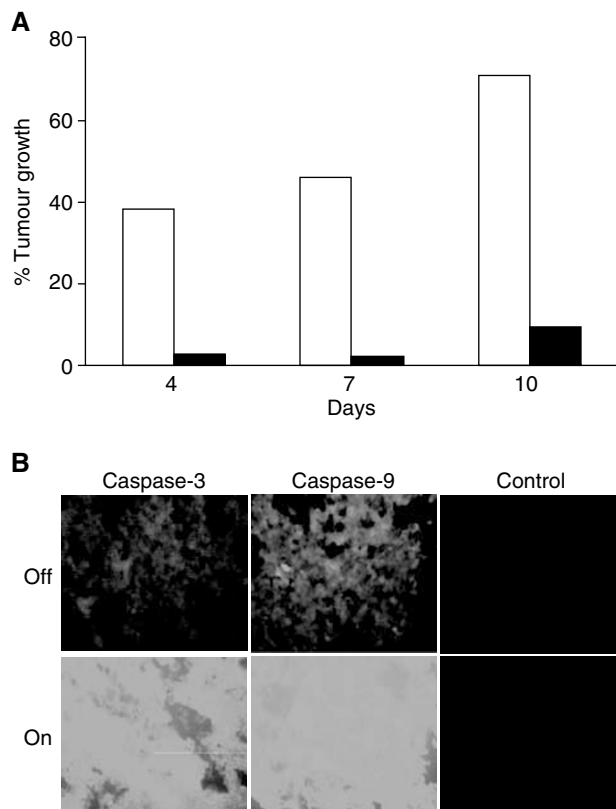 A
80
60
40
20
0
% Tumour growth
4 7 10
Days
B
Caspase-3 Caspase-9 Control
Off
On